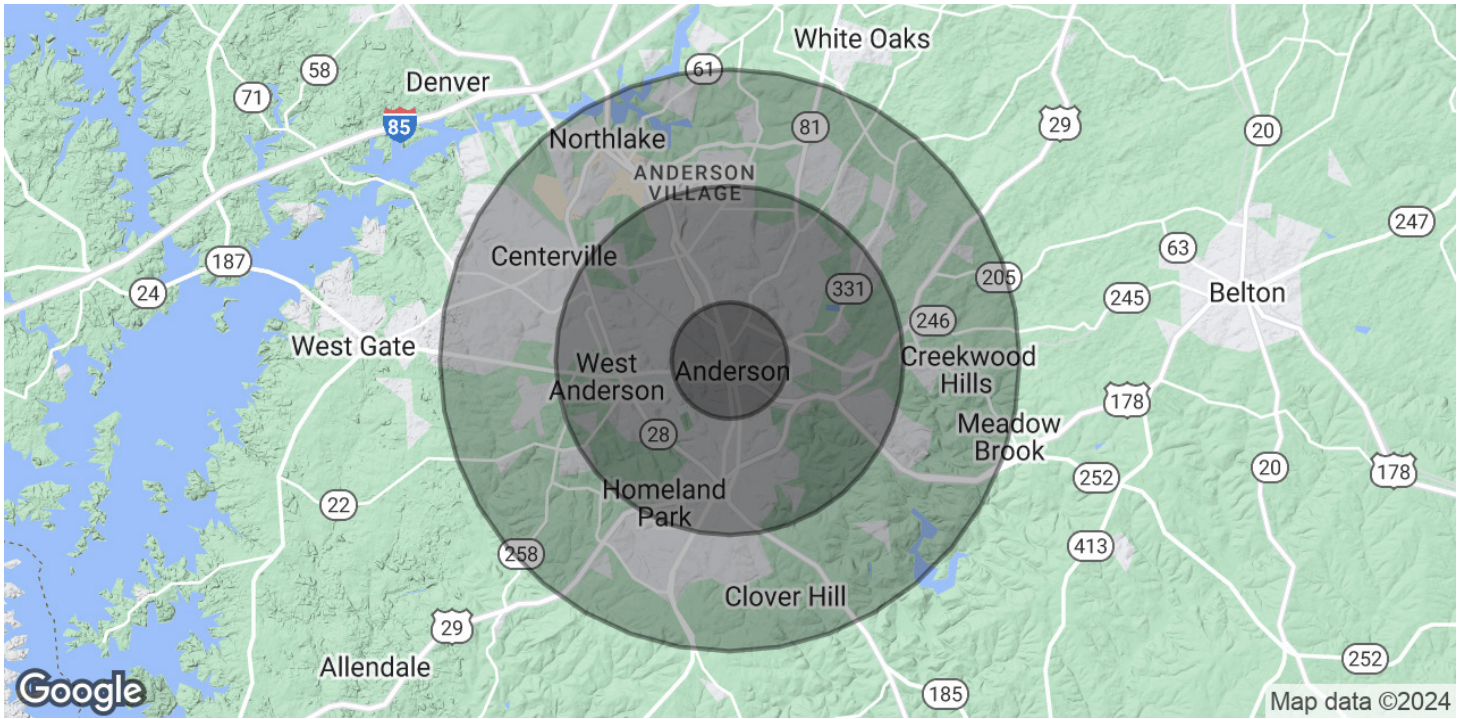 White Oaks
61
58
Denver
71
85
81
29
20
Northlake
ANDERSON
VILLAGE
247
63
Centerville
187
205
24
331
245
Belton
246
West Gate
West
Anderson
Anderson
Creekwood
Hills
178
Meadow
Brook
28
20
178
252
Homeland
Park
22
413
258
Clover Hill
29
Allendale
252
185
Google
Map data ©2024